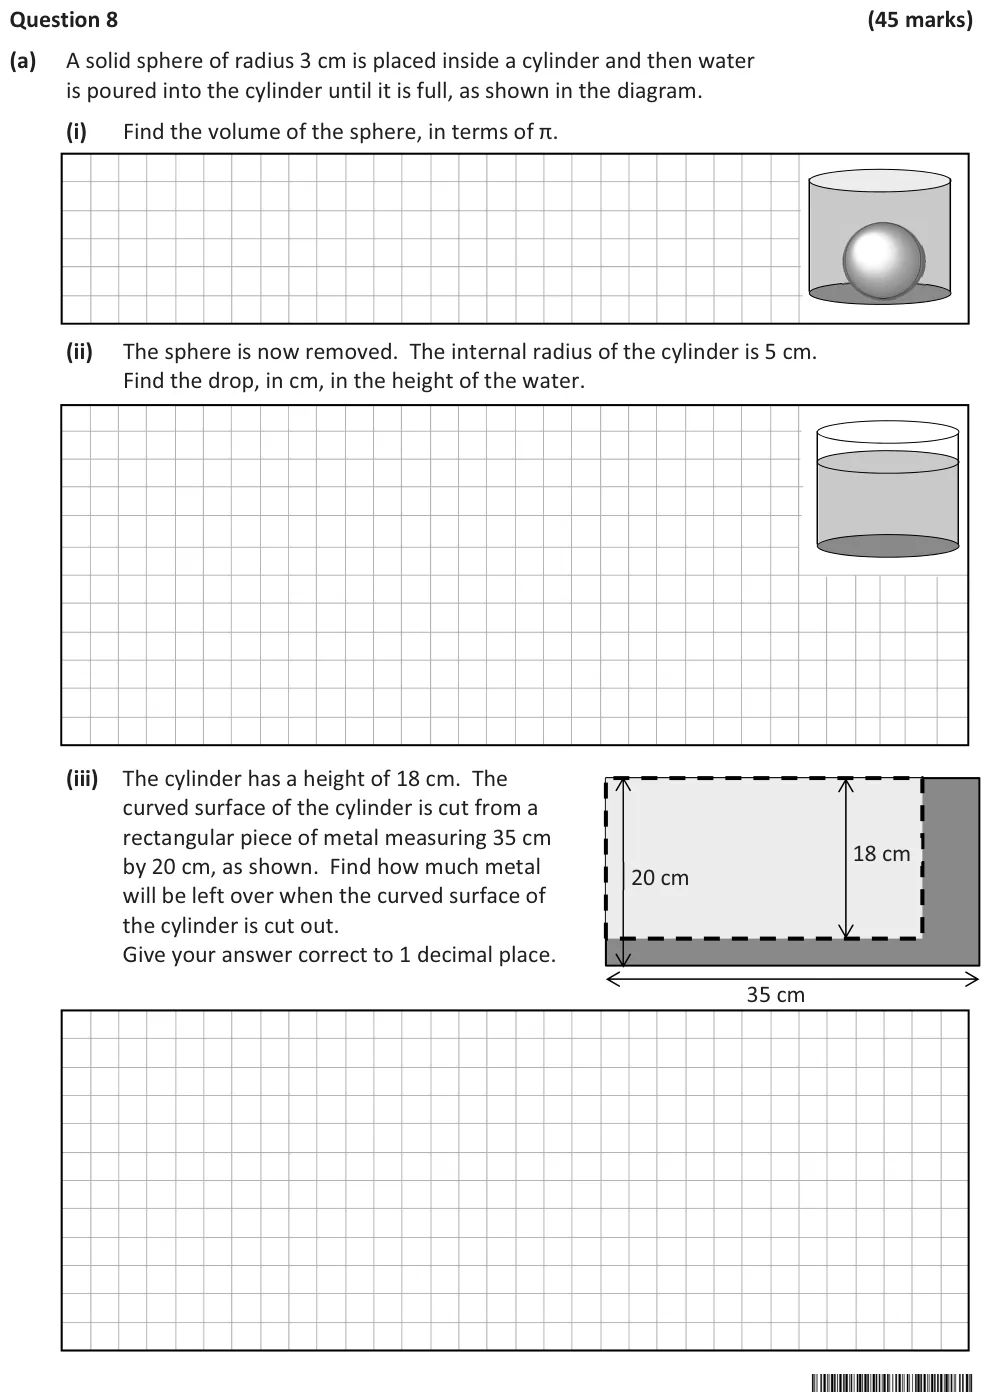 Question 8 (45 marks)
(a) A solid sphere of radius 3 cm is placed inside a cylinder and then water
is poured into the cylinder until it is full, as shown in the diagram.
(i) Find the volume of the sphere, in terms of π.
(ii) The sphere is now removed. The internal radius of the cylinder is 5 cm.
Find the drop, in cm, in the height of the water.
(iii) The cylinder has a height of 18 cm. The
curved surface of the cylinder is cut from a
rectangular piece of metal measuring 35 cm
by 20 cm, as shown. Find how much metal
will be left over when the curved surface of
the cylinder is cut out.
Give your answer correct to 1 decimal place.
18 cm
20 cm
35 cm